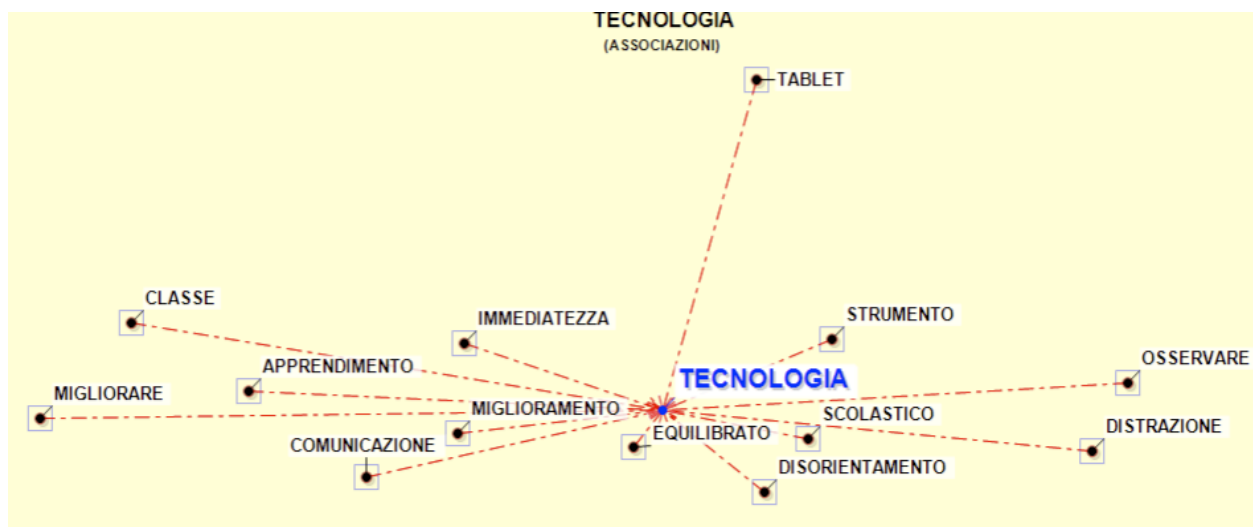 TECNOLOGIA
(ASSOCIAZIONI)
TABLET
CLASSE
IMMEDIATEZZA
STRUMENTO
APPRENDIMENTO
OSSERVARE
TECNOLOGIA
MIGLIORARE
MIGLIORAMENTO
SCOLASTICO
EQUILIBRATO
DISTRAZIONE
COMUNICAZIONE
DISORIENTAMENTO